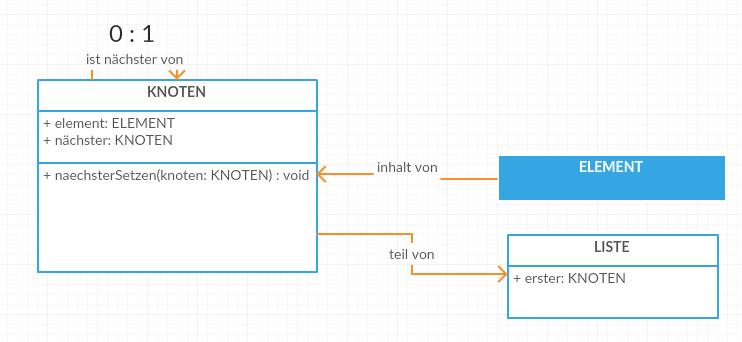 0 : 1
ist nächster von
KNOTEN
+ element: ELEMENT
+ nächster: KNOTEN
+ naechsterSetzen(knoten: KNOTEN) : void
inhalt von
ELEMENT
teil von
LISTE
+ erster: KNOTEN